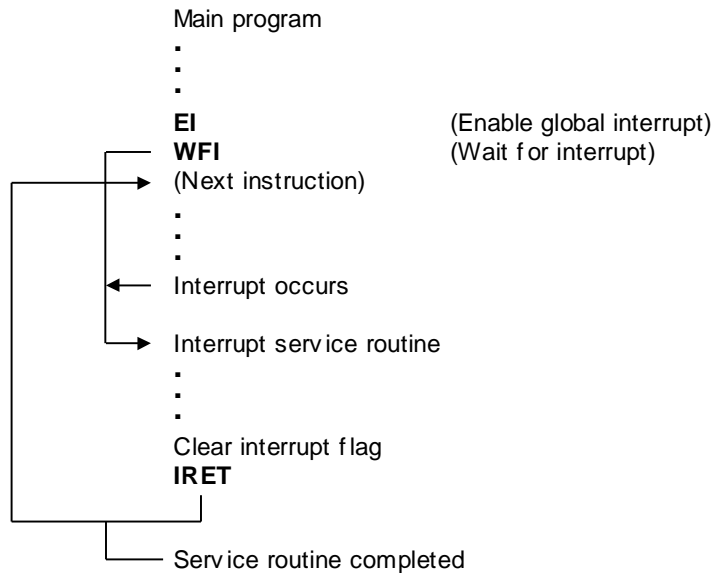 Main program
.
.
.
EI (Enable global interrupt)
WFI (Wait for interrupt)
(Next instruction)
.
.
.
Interrupt occurs
Interrupt service routine
.
.
.
Clear interrupt flag
IRET
Service routine completed